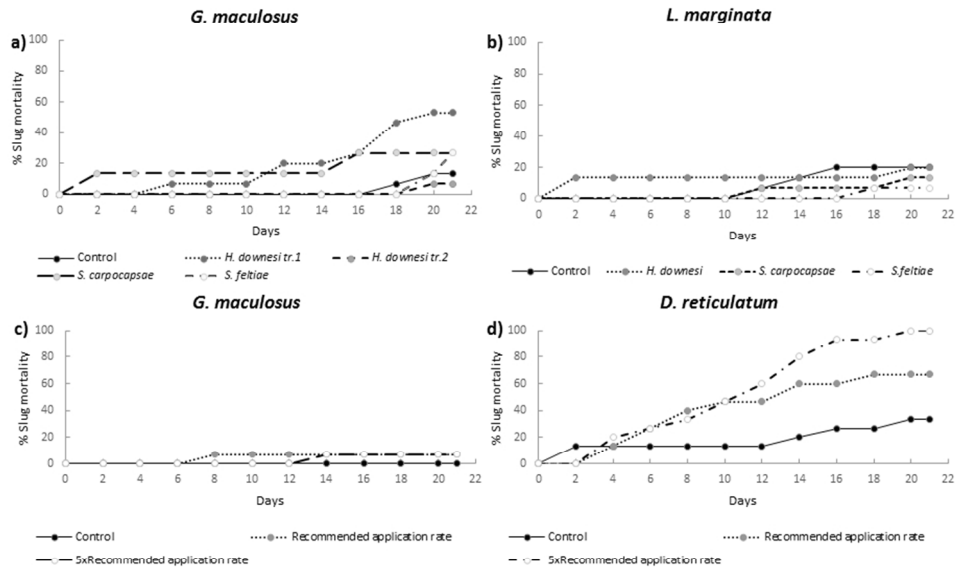 G. maculosus
a)
% Slug mortality
100
80
60
40
20
0
0 2 4 6 8 10 12 14 16 18 20 22
Days
Control H. downesi tr.1 H. downesi tr.2
S. carpocapsae S. feltiae
L. marginata
b)
% Slug mortality
100
80
60
40
20
0
0 2 4 6 8 10 12 14 16 18 20 22
Days
Control H. downesi S. carpocapsae S.feltiae
G. maculosus
c)
% Slug mortality
100
80
60
40
20
0
0 2 4 6 8 10 12 14 16 18 20 22
Days
Control Recommended application rate
5xRecommended application rate
D. reticulatum
d)
% Slug mortality
100
80
60
40
20
0
0 2 4 6 8 10 12 14 16 18 20 22
Days
Control Recommended application rate
5xRecommended application rate